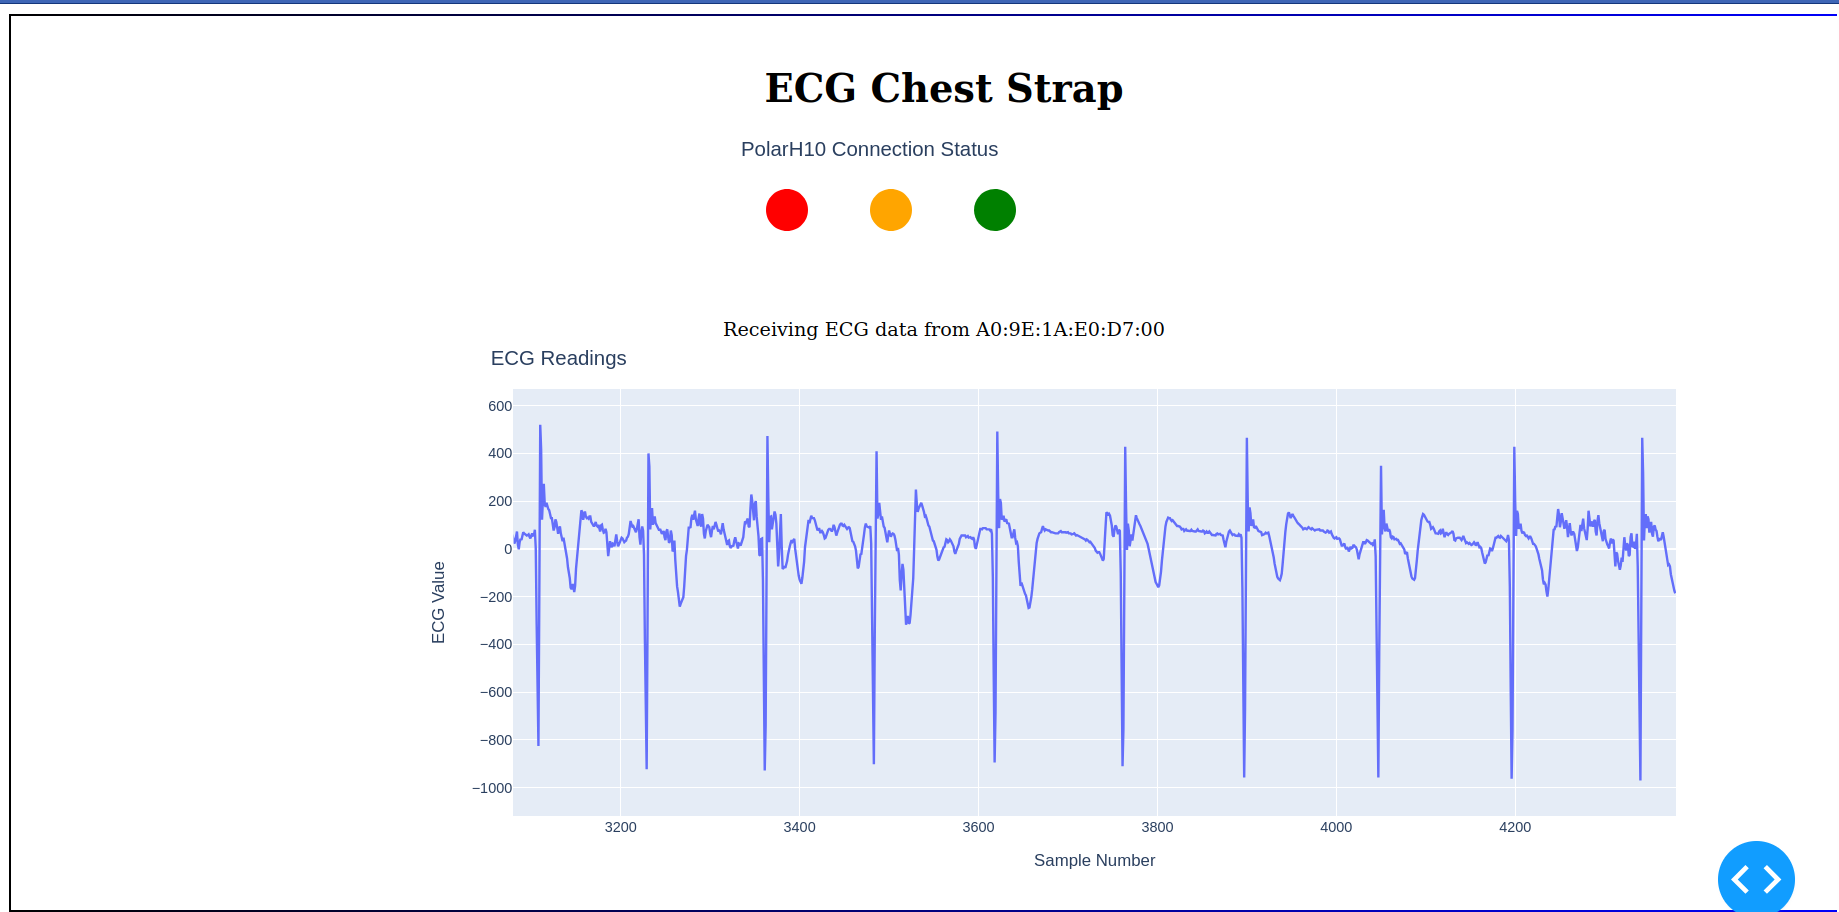 ECG Chest Strap
PolarH10 Connection Status
Receiving ECG data from A0:9E:1A:E0:D7:00
ECG Readings
600
400
200
0
−200
−400
−600
−800
−1000
ECG Value
3200 3400 3600 3800 4000 4200
Sample Number